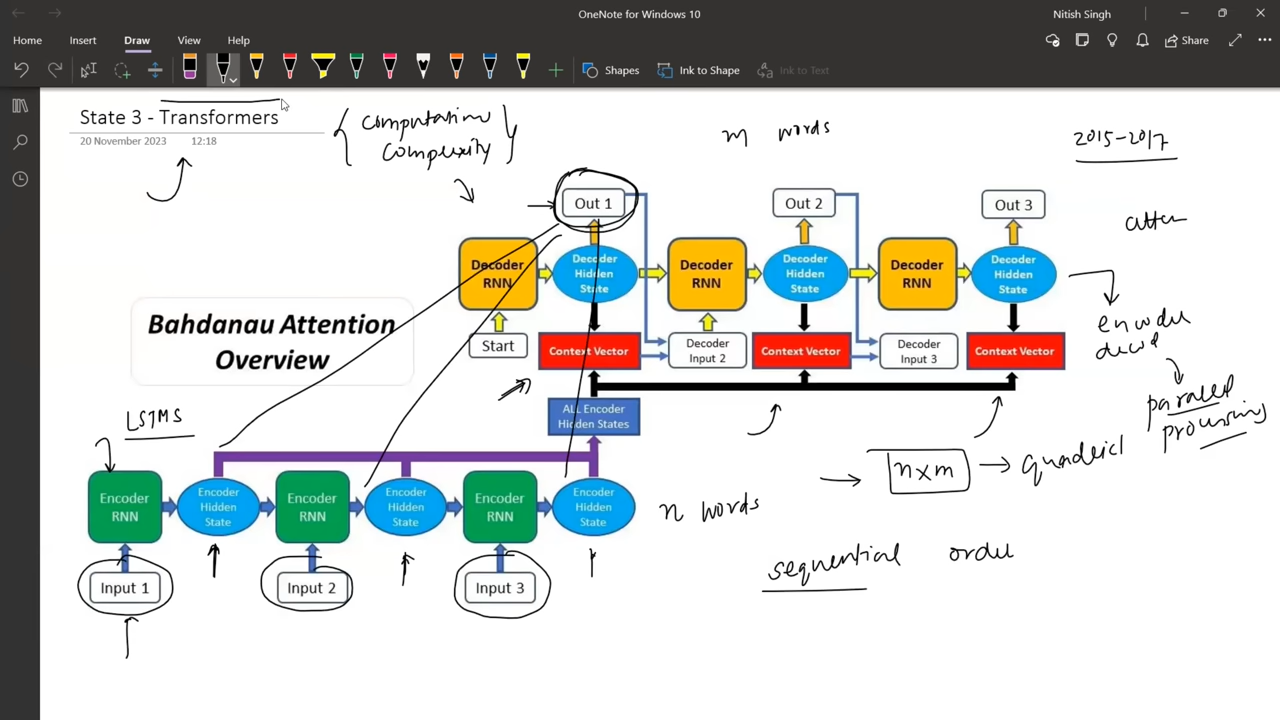 OneNote for Windows 10
Nitish Singh
Home
Insert
Draw
View
Help
Share
Shapes
Ink to Shape
Ink to Text
State 3 - Transformers
20 November 2023 12:18
computation
complexity
m words
2015-2017
Out 1
Out 2
Out 3
atten
Decoder
RNN
Decoder
Hidden
State
Decoder
RNN
Decoder
Hidden
State
Decoder
RNN
Decoder
Hidden
State
Start
Context Vector
Decoder
Input 2
Context Vector
Decoder
Input 3
Context Vector
Bahdanau Attention
Overview
ALL Encoder
Hidden States
parallel
processing
LSTMS
n x m
Encoder
RNN
Encoder
Hidden
State
Encoder
RNN
Encoder
Hidden
State
Encoder
RNN
Encoder
Hidden
State
n words
sequential order
Input 1
Input 2
Input 3